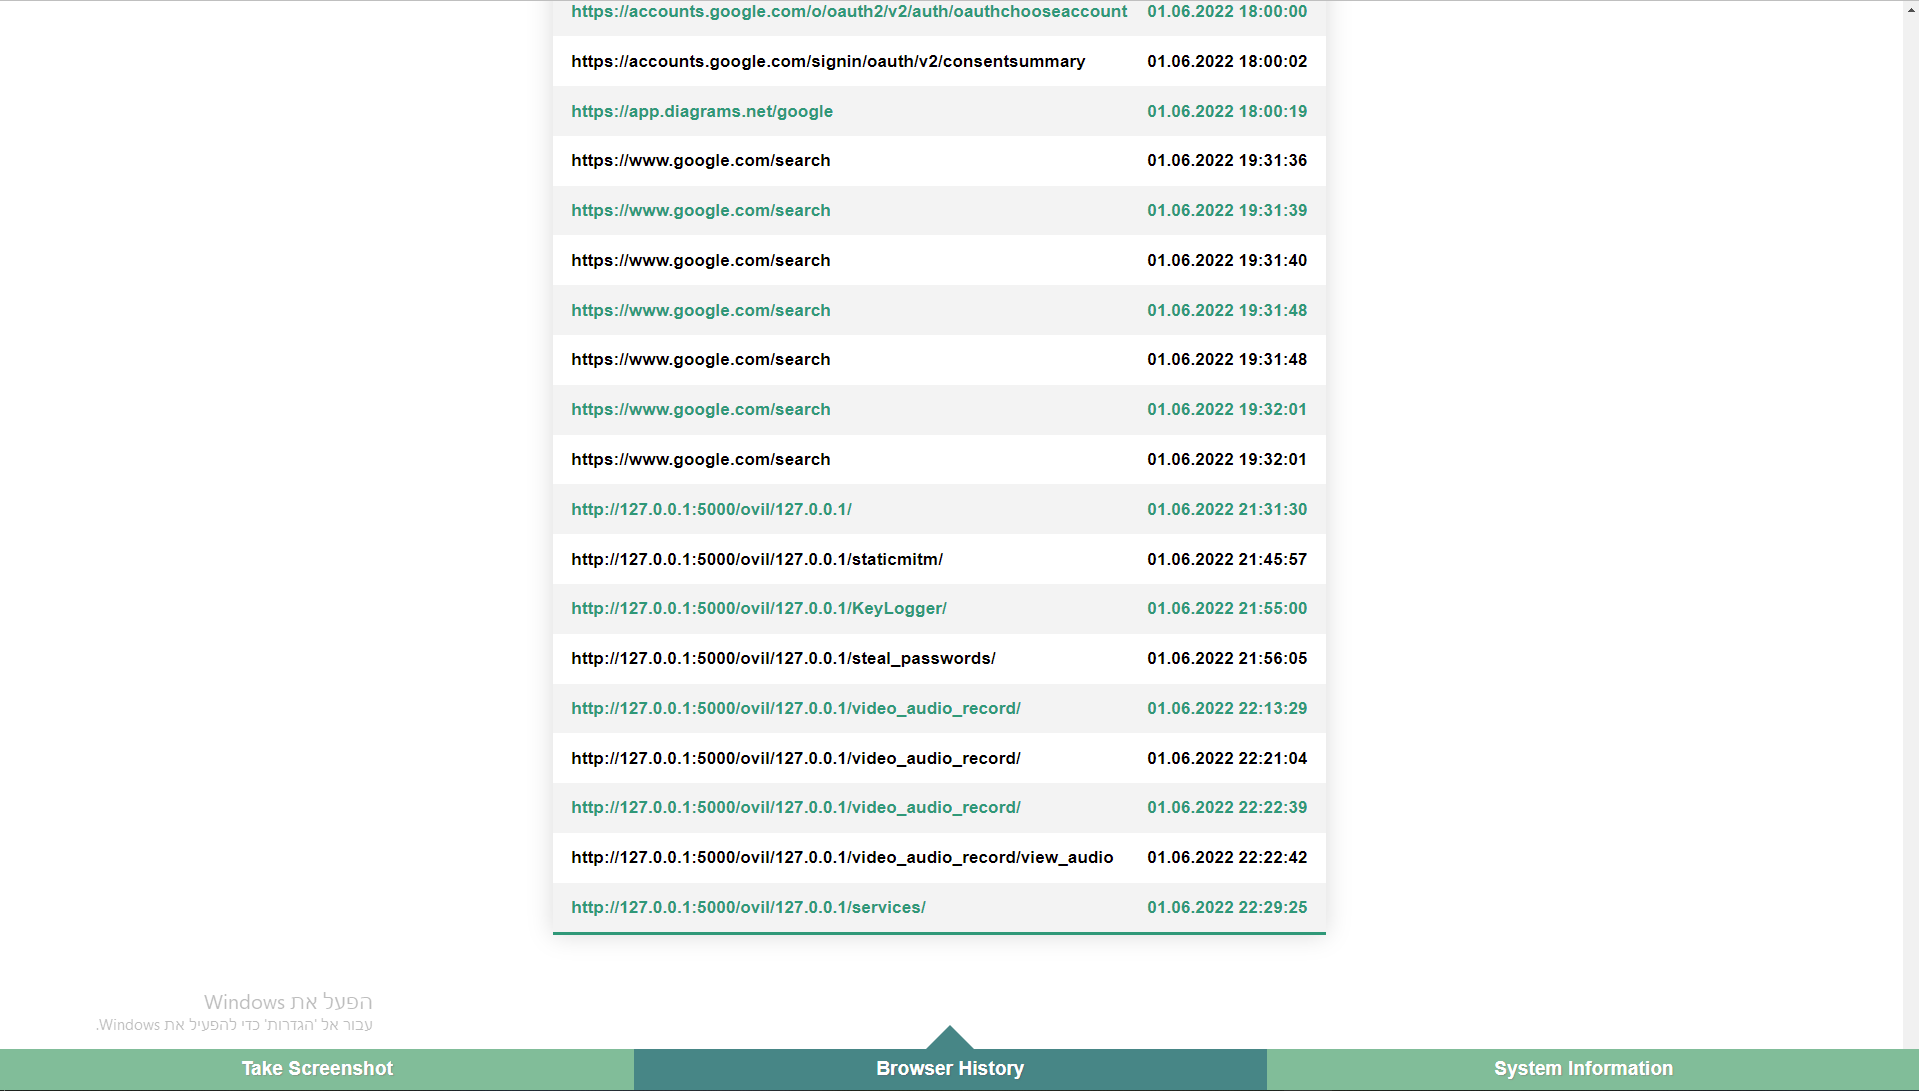 https://accounts.google.com/o/oauth2/v2/auth/oauthchooseaccount 01.06.2022 18:00:00
https://accounts.google.com/signin/oauth/v2/consentsummary 01.06.2022 18:00:02
https://app.diagrams.net/google 01.06.2022 18:00:19
https://www.google.com/search 01.06.2022 19:31:36
https://www.google.com/search 01.06.2022 19:31:39
https://www.google.com/search 01.06.2022 19:31:40
https://www.google.com/search 01.06.2022 19:31:48
https://www.google.com/search 01.06.2022 19:31:48
https://www.google.com/search 01.06.2022 19:32:01
https://www.google.com/search 01.06.2022 19:32:01
http://127.0.0.1:5000/ovil/127.0.0.1/ 01.06.2022 21:31:30
http://127.0.0.1:5000/ovil/127.0.0.1/staticmitm/ 01.06.2022 21:45:57
http://127.0.0.1:5000/ovil/127.0.0.1/KeyLogger/ 01.06.2022 21:55:00
http://127.0.0.1:5000/ovil/127.0.0.1/steal_passwords/ 01.06.2022 21:56:05
http://127.0.0.1:5000/ovil/127.0.0.1/video_audio_record/ 01.06.2022 22:13:29
http://127.0.0.1:5000/ovil/127.0.0.1/video_audio_record/ 01.06.2022 22:21:04
http://127.0.0.1:5000/ovil/127.0.0.1/video_audio_record/ 01.06.2022 22:22:39
http://127.0.0.1:5000/ovil/127.0.0.1/video_audio_record/view_audio 01.06.2022 22:22:42
http://127.0.0.1:5000/ovil/127.0.0.1/services/ 01.06.2022 22:29:25
הפעל את Windows
עבור אל 'הגדרות' כדי להפעיל את Windows.
Take Screenshot Browser History System Information